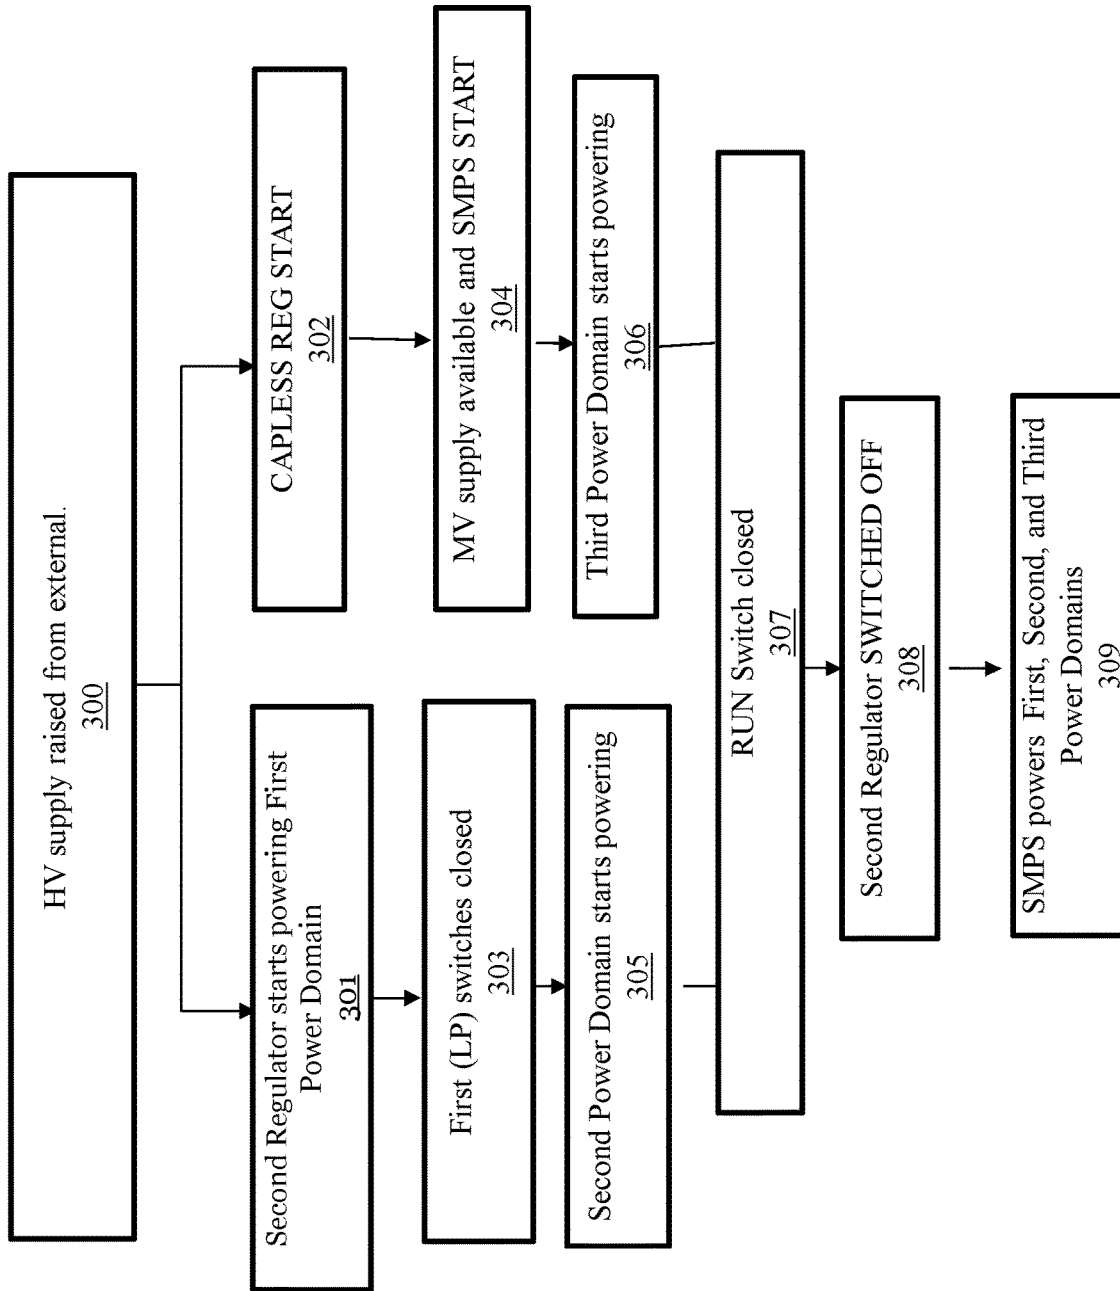 HV supply raised from external.
300
Second Regulator starts powering First
Power Domain
301
CAPLESS REG START
302
First (LP) switches closed
303
MV supply available and SMPS START
304
Second Power Domain starts powering
305
Third Power Domain starts powering
306
RUN Switch closed
307
Second Regulator SWITCHED OFF
308
SMPS powers First, Second, and Third
Power Domains
309